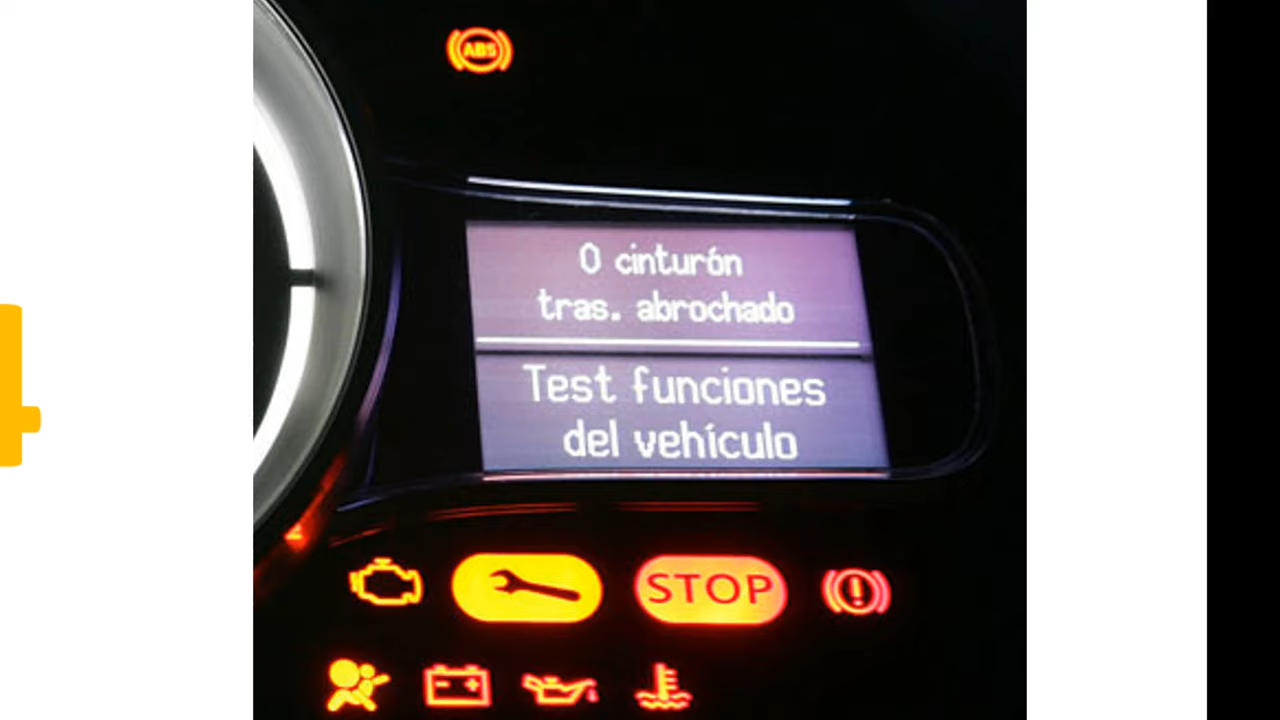 ABS
0 cinturón
tras. abrochado
Test funciones
del vehículo
STOP